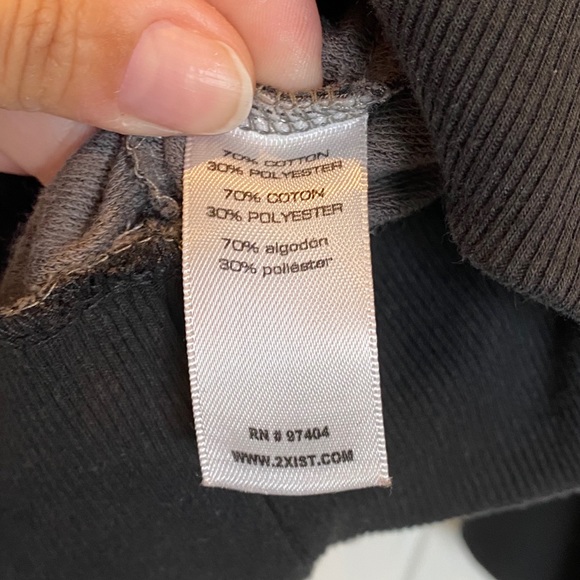 70% COTTON
30% POLYESTER
70% COTON
30% POLYESTER
70% algodón
30% poliéster
RN # 97404
WWW.2XIST.COM